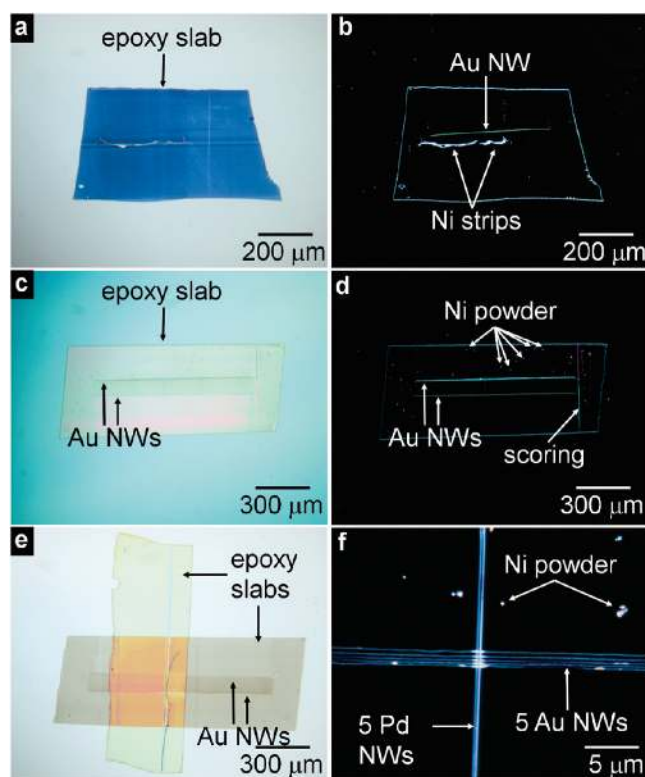 a
epoxy slab
200 μm
b
Au NW
Ni strips
200 μm
c
epoxy slab
Au NWs
300 μm
d
Ni powder
Au NWs
scoring
300 μm
e
epoxy
slabs
Au NWs
300 μm
f
Ni powder
5 Pd
NWs
5 Au NWs
5 μm